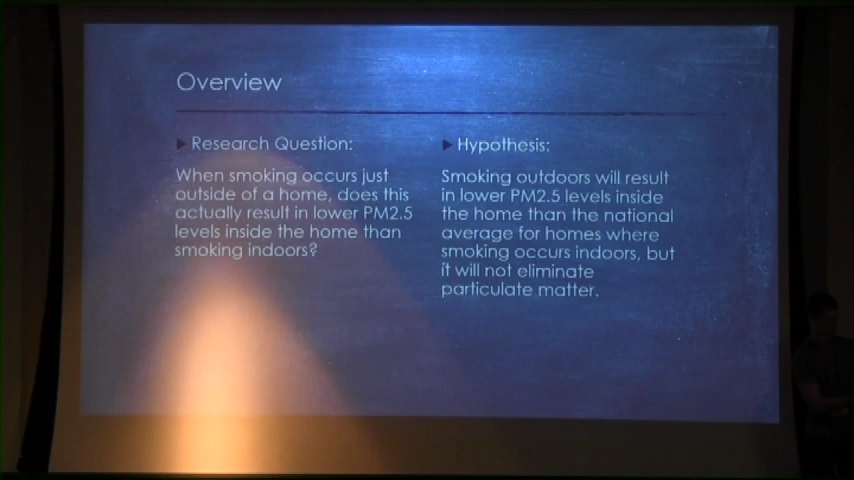 Overview
Research Question:
When smoking occurs just
outside of a home, does this
actually result in lower PM2.5
levels inside the home than
smoking indoors?
Hypothesis:
Smoking outdoors will result
in lower PM2.5 levels inside
the home than the national
average for homes where
smoking occurs indoors, but
it will not eliminate
particulate matter.